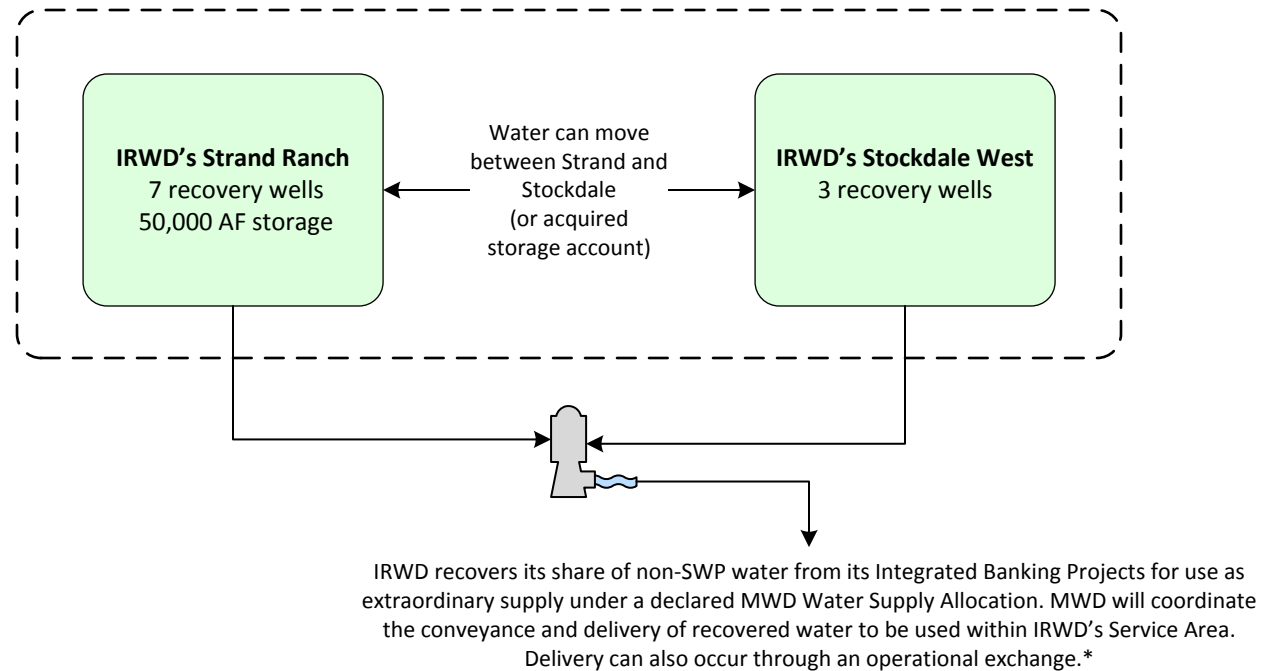 IRWD's Strand Ranch
7 recovery wells
50,000 AF storage
Water can move
between Strand and
Stockdale
(or acquired
storage account)
IRWD's Stockdale West
3 recovery wells
IRWD recovers its share of non-SWP water from its Integrated Banking Projects for use as
extraordinary supply under a declared MWD Water Supply Allocation. MWD will coordinate
the conveyance and delivery of recovered water to be used within IRWD's Service Area.
Delivery can also occur through an operational exchange.*